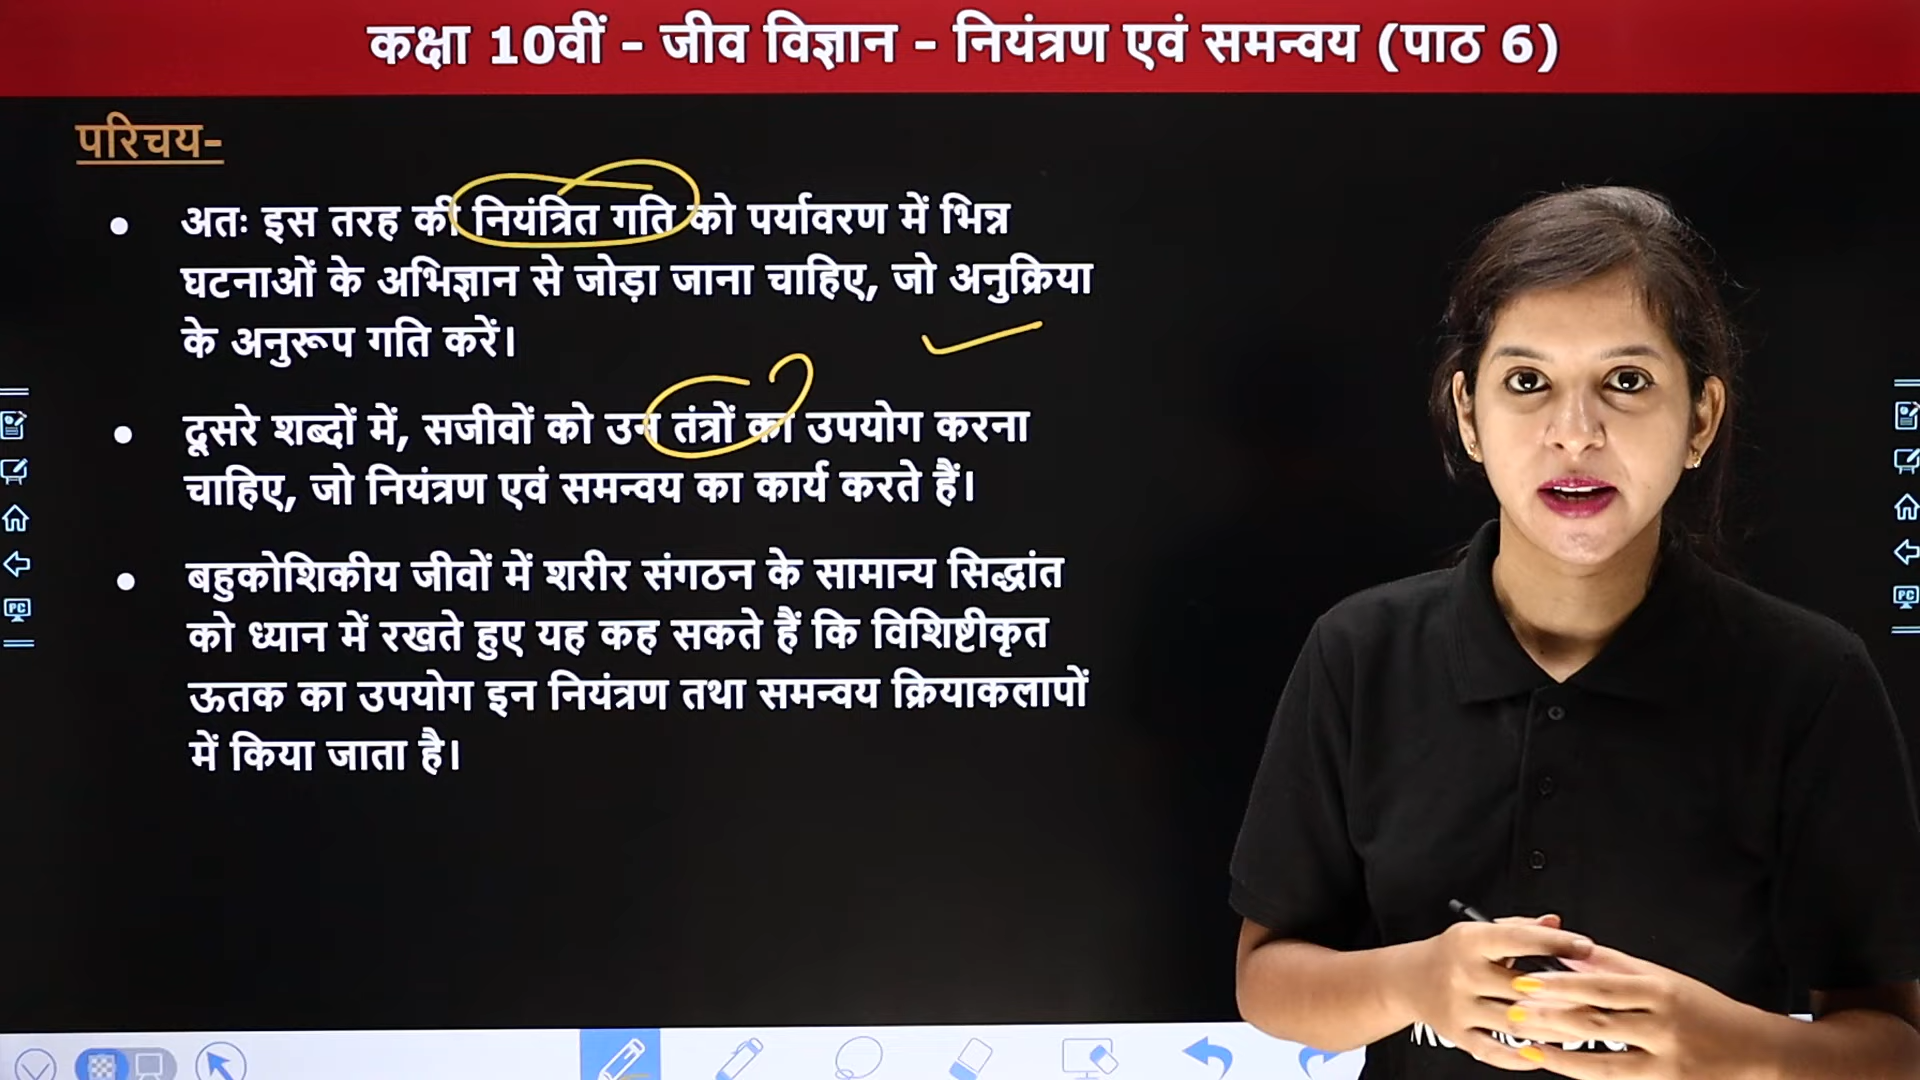 कक्षा 10वीं - जीव विज्ञान - नियंत्रण एवं समन्वय (पाठ 6)
परिचय-
• अतः इस तरह की नियंत्रित गति को पर्यावरण में भिन्न
घटनाओं के अभिज्ञान से जोड़ा जाना चाहिए, जो अनुक्रिया
के अनुरूप गति करें।
• दूसरे शब्दों में, सजीवों को उन तंत्रों का उपयोग करना
चाहिए, जो नियंत्रण एवं समन्वय का कार्य करते हैं।
• बहुकोशिकीय जीवों में शरीर संगठन के सामान्य सिद्धांत
को ध्यान में रखते हुए यह कह सकते हैं कि विशिष्टीकृत
ऊतक का उपयोग इन नियंत्रण तथा समन्वय क्रियाकलापों
में किया जाता है।
PC
PC